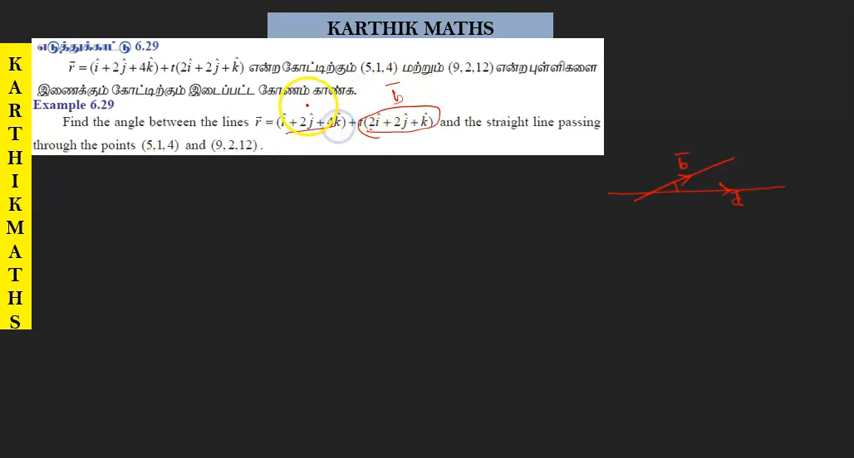 KARTHIK MATHS
KARTHIKMATHS
எடுத்துக்காட்டு 6.29
r⃗ = (î + 2ĵ + 4k̂) + t(2î + 2ĵ + k̂) என்ற கோட்டிற்கும் (5,1,4) மற்றும் (9,2,12) என்ற புள்ளிகளை
இணைக்கும் கோட்டிற்கும் இடைப்பட்ட கோணம் காண்க.
b̄
Example 6.29
Find the angle between the lines r⃗ = (î + 2ĵ + 4k̂) + t(2î + 2ĵ + k̂) and the straight line passing
through the points (5,1,4) and (9,2,12).
b̄
d